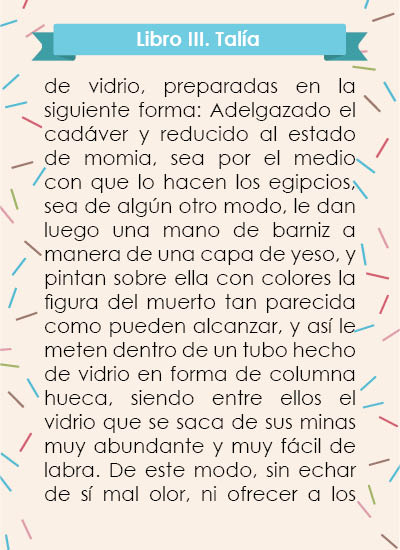 Libro III. Talía
de vidrio, preparadas en la
siguiente forma: Adelgazado el
cadáver y reducido al estado
de momia, sea por el medio
con que lo hacen los egipcios,
sea de algún otro modo, le dan
luego una mano de barniz a
manera de una capa de yeso, y
pintan sobre ella con colores la
figura del muerto tan parecida
como pueden alcanzar, y así le
meten dentro de un tubo hecho
de vidrio en forma de columna
hueca, siendo entre ellos el
vidrio que se saca de sus minas
muy abundante y muy fácil de
labra. De este modo, sin echar
de sí mal olor, ni ofrecer a los